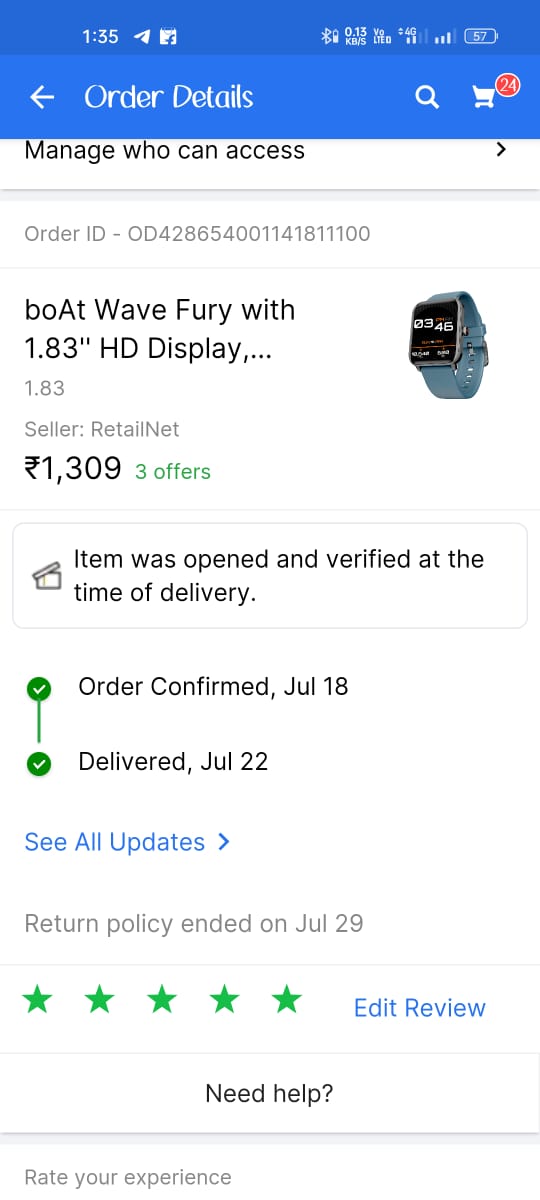 1:35
0.13 KB/S
Vo LTED
4G
57
Order Details
24
Manage who can access
Order ID - OD428654001141811100
boAt Wave Fury with
1.83" HD Display,...
1.83
Seller: RetailNet
₹1,309 3 offers
03
46
Item was opened and verified at the
time of delivery.
Order Confirmed, Jul 18
Delivered, Jul 22
See All Updates
Return policy ended on Jul 29
Edit Review
Need help?
Rate your experience